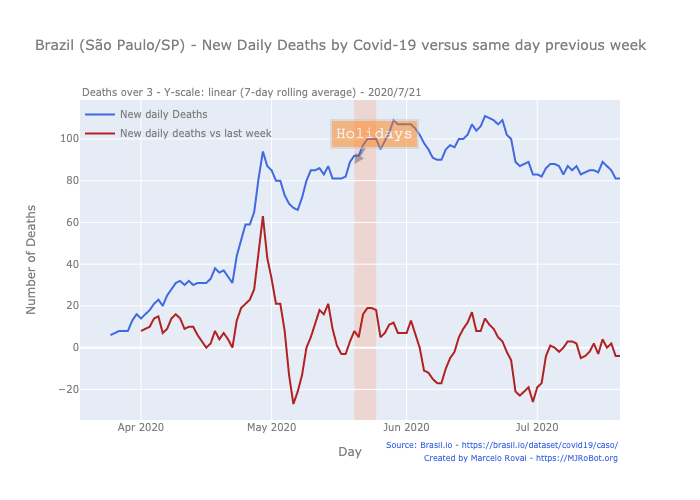 Brazil (São Paulo/SP) - New Daily Deaths by Covid-19 versus same day previous week
Deaths over 3 - Y-scale: linear (7-day rolling average) - 2020/7/21
New daily Deaths
New daily deaths vs last week
Holidays
Number of Deaths
100
80
60
40
20
0
−20
Apr 2020
May 2020
Jun 2020
Jul 2020
Day
Source: Brasil.io - https://brasil.io/dataset/covid19/caso/
Created by Marcelo Rovai - https://MJRoBot.org